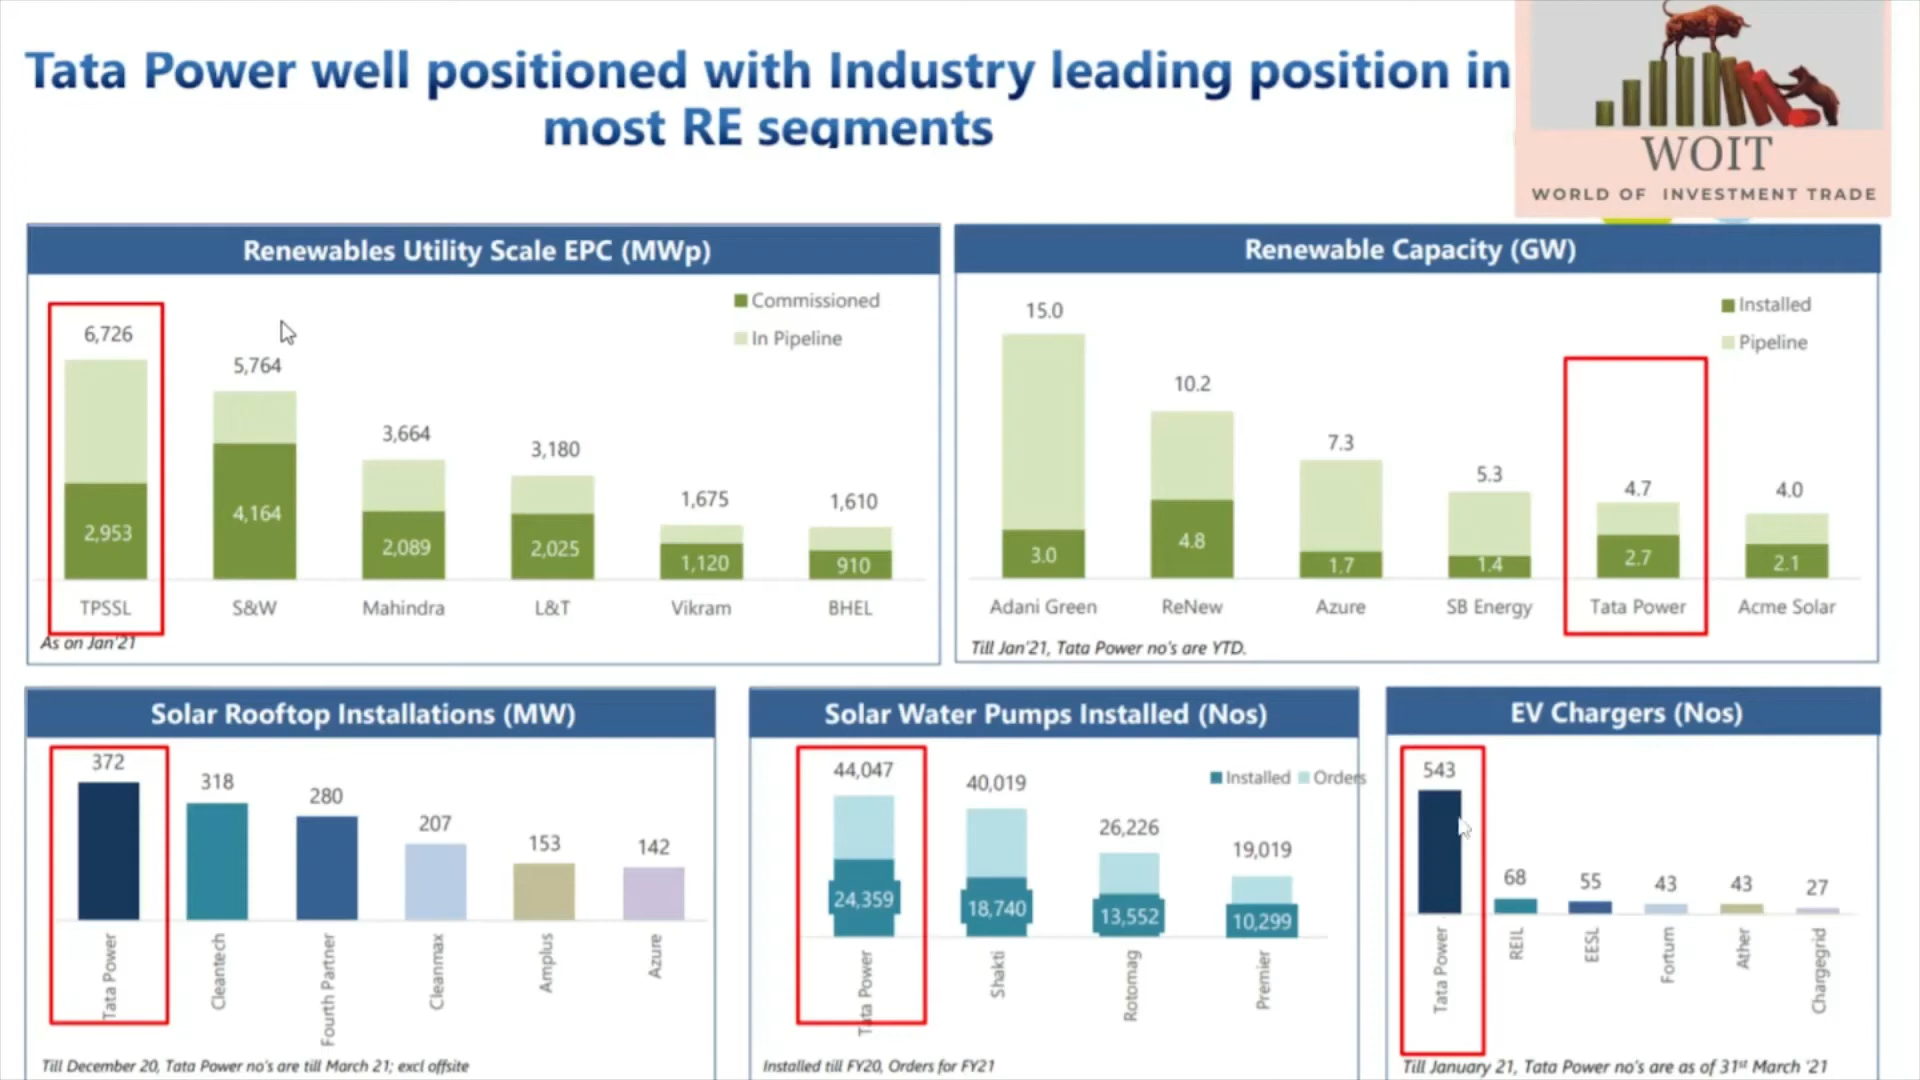 Tata Power well positioned with Industry leading position in
most RE segments
WOIT
WORLD OF INVESTMENT TRADE
Renewables Utility Scale EPC (MWp)
Commissioned
In Pipeline
6,726
5,764
3,664
3,180
1,675
1,610
2,953
4,164
2,089
2,025
1,120
910
TPSSL
S&W
Mahindra
L&T
Vikram
BHEL
As on Jan'21
Renewable Capacity (GW)
Installed
Pipeline
15.0
10.2
7.3
5.3
4.7
4.0
3.0
4.8
1.7
1.4
2.7
2.1
Adani Green
ReNew
Azure
SB Energy
Tata Power
Acme Solar
Till Jan'21, Tata Power no's are YTD.
Solar Rooftop Installations (MW)
372
318
280
207
153
142
Tata Power
Cleantech
Fourth Partner
Cleanmax
Amplus
Azure
Till December 20, Tata Power no's are till March 21; excl offsite
Solar Water Pumps Installed (Nos)
Installed
Orders
44,047
40,019
26,226
19,019
24,359
18,740
13,552
10,299
Tata Power
Shakti
Rotomag
Premier
Installed till FY20, Orders for FY21
EV Chargers (Nos)
543
68
55
43
43
27
Tata Power
REIL
EESL
Fortum
Ather
Chargegrid
Till January 21, Tata Power no's are as of 31st March '21